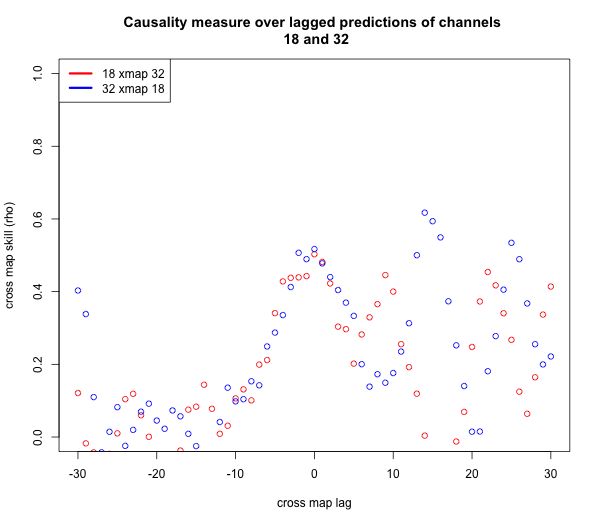 Causality measure over lagged predictions of channels
18 and 32
18 xmap 32
32 xmap 18
cross map skill (rho)
1.0
0.8
0.6
0.4
0.2
0.0
-30
-20
-10
0
10
20
30
cross map lag